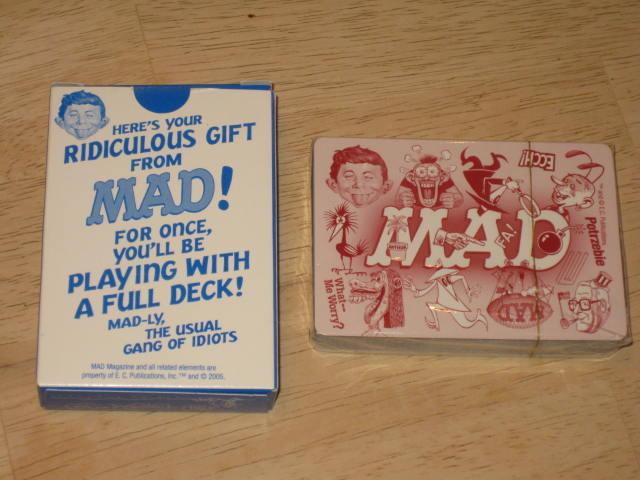 HERE'S YOUR
RIDICULOUS GIFT
FROM
MAD!
FOR ONCE,
YOU'LL BE
PLAYING WITH
A FULL DECK!
MAD-LY,
THE USUAL
GANG OF IDIOTS
MAD Magazine and all related elements are
property of E. C. Publications, Inc.™ and © 2005.
ECCH!
MAD
FA!
Potrzebie
What—
Me Worry?
MAD